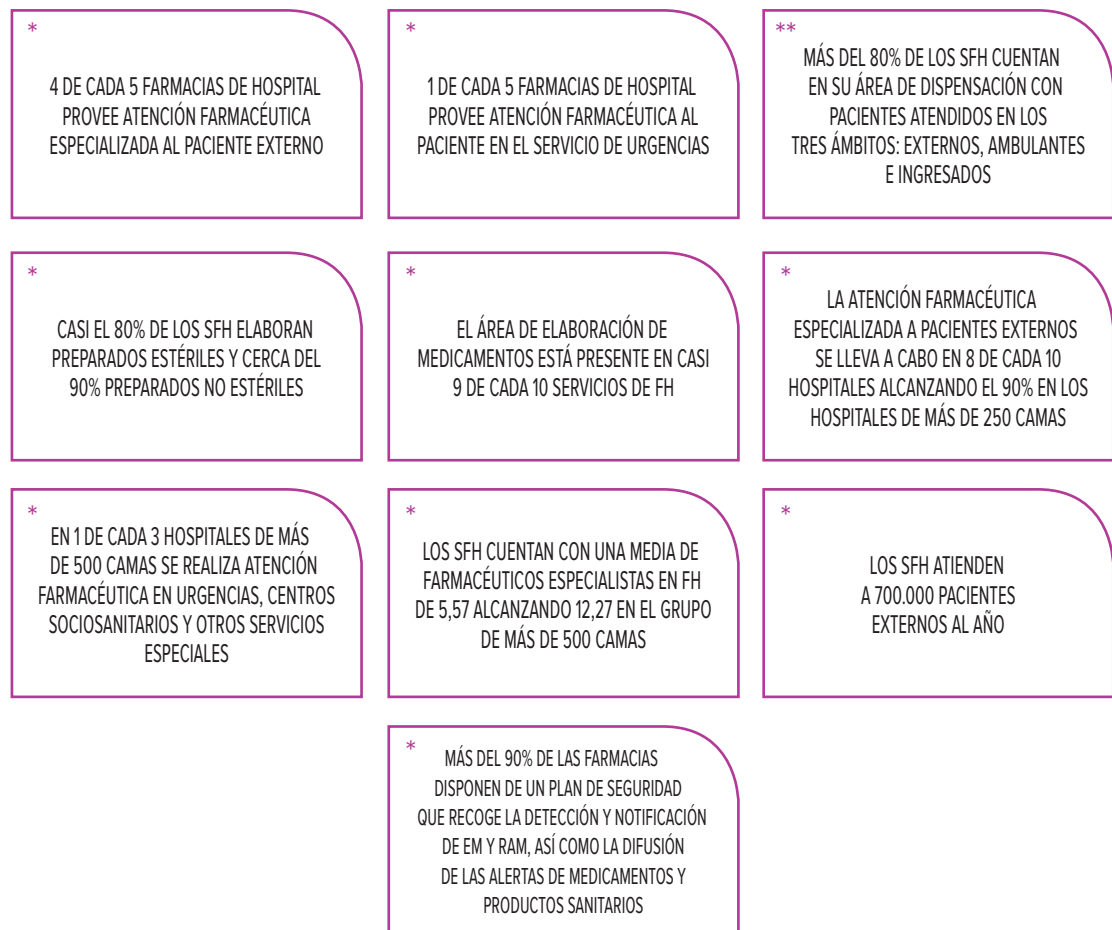 *
4 DE CADA 5 FARMACIAS DE HOSPITAL
PROVEE ATENCIÓN FARMACÉUTICA
ESPECIALIZADA AL PACIENTE EXTERNO
*
1 DE CADA 5 FARMACIAS DE HOSPITAL
PROVEE ATENCIÓN FARMACÉUTICA AL
PACIENTE EN EL SERVICIO DE URGENCIAS
**
MÁS DEL 80% DE LOS SFH CUENTAN
EN SU ÁREA DE DISPENSACIÓN CON
PACIENTES ATENDIDOS EN LOS
TRES ÁMBITOS: EXTERNOS, AMBULANTES
E INGRESADOS
*
CASI EL 80% DE LOS SFH ELABORAN
PREPARADOS ESTÉRILES Y CERCA DEL
90% PREPARADOS NO ESTÉRILES
*
EL ÁREA DE ELABORACIÓN DE
MEDICAMENTOS ESTÁ PRESENTE EN CASI
9 DE CADA 10 SERVICIOS DE FH
*
LA ATENCIÓN FARMACÉUTICA
ESPECIALIZADA A PACIENTES EXTERNOS
SE LLEVA A CABO EN 8 DE CADA 10
HOSPITALES ALCANZANDO EL 90% EN LOS
HOSPITALES DE MÁS DE 250 CAMAS
*
EN 1 DE CADA 3 HOSPITALES DE MÁS
DE 500 CAMAS SE REALIZA ATENCIÓN
FARMACÉUTICA EN URGENCIAS, CENTROS
SOCIOSANITARIOS Y OTROS SERVICIOS
ESPECIALES
*
LOS SFH CUENTAN CON UNA MEDIA DE
FARMACÉUTICOS ESPECIALISTAS EN FH
DE 5,57 ALCANZANDO 12,27 EN EL GRUPO
DE MÁS DE 500 CAMAS
*
LOS SFH ATIENDEN
A 700.000 PACIENTES
EXTERNOS AL AÑO
*
MÁS DEL 90% DE LAS FARMACIAS
DISPONEN DE UN PLAN DE SEGURIDAD
QUE RECOGE LA DETECCIÓN Y NOTIFICACIÓN
DE EM Y RAM, ASÍ COMO LA DIFUSIÓN
DE LAS ALERTAS DE MEDICAMENTOS Y
PRODUCTOS SANITARIOS